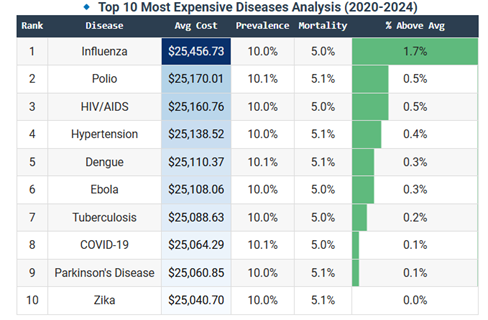 ◆ Top 10 Most Expensive Diseases Analysis (2020-2024)
Rank Disease Avg Cost Prevalence Mortality % Above Avg
1 Influenza $25,456.73 10.0% 5.0% 1.7%
2 Polio $25,170.01 10.1% 5.1% 0.5%
3 HIV/AIDS $25,160.76 10.0% 5.0% 0.5%
4 Hypertension $25,138.52 10.0% 5.1% 0.4%
5 Dengue $25,110.37 10.1% 5.1% 0.3%
6 Ebola $25,108.06 10.0% 5.0% 0.3%
7 Tuberculosis $25,088.63 10.0% 5.0% 0.2%
8 COVID-19 $25,064.29 10.1% 5.0% 0.1%
9 Parkinson's Disease $25,060.85 10.0% 5.1% 0.1%
10 Zika $25,040.70 10.0% 5.1% 0.0%